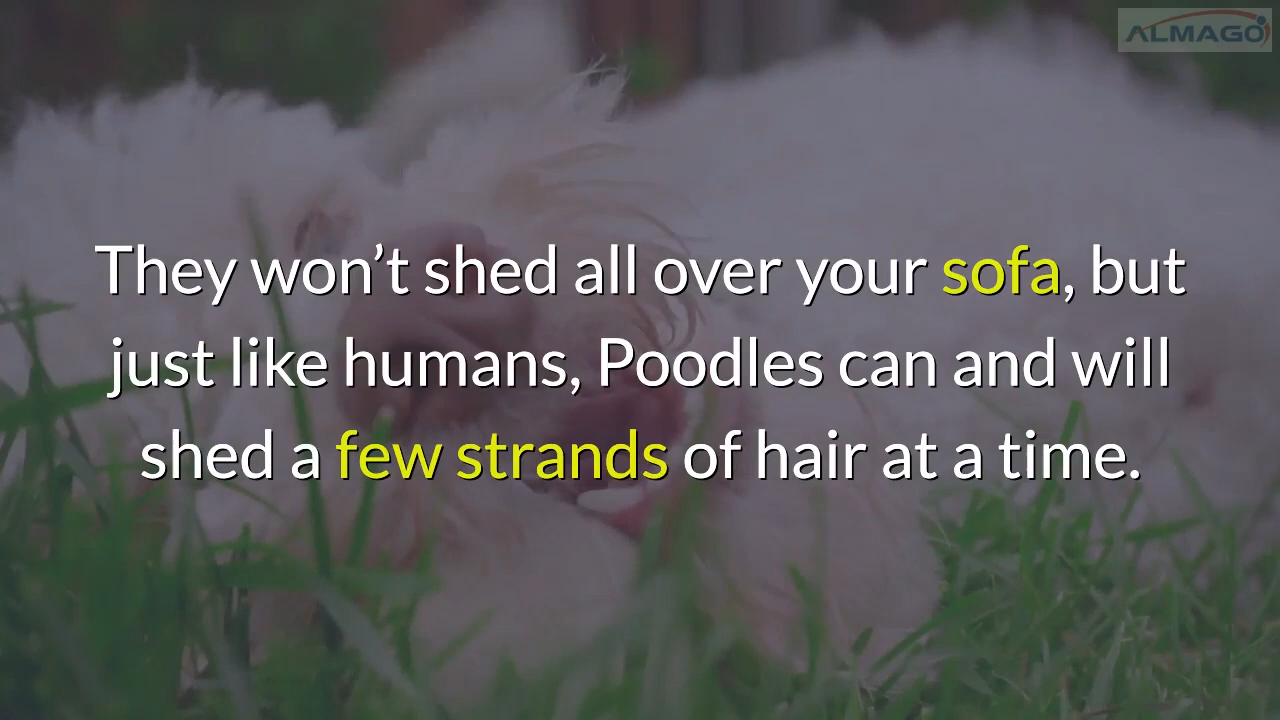 ALMAGO
They won’t shed all over your sofa, but
just like humans, Poodles can and will
shed a few strands of hair at a time.